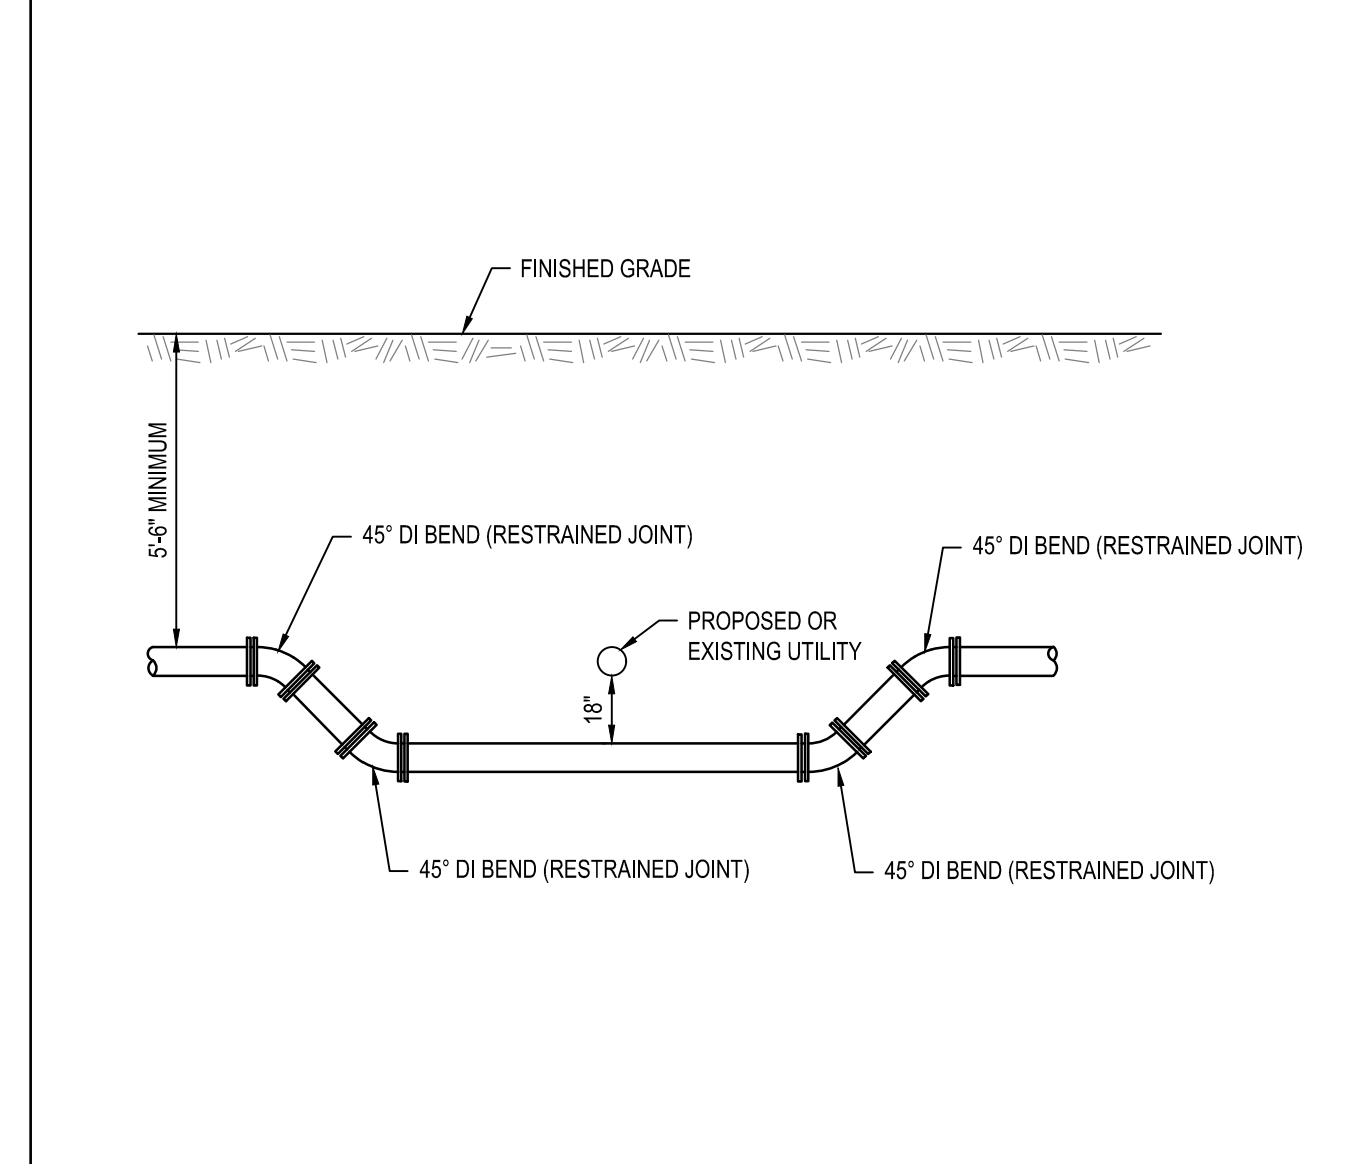 FINISHED GRADE
5'-6" MINIMUM
45° DI BEND (RESTRAINED JOINT)
45° DI BEND (RESTRAINED JOINT)
PROPOSED OR
EXISTING UTILITY
18"
45° DI BEND (RESTRAINED JOINT)
45° DI BEND (RESTRAINED JOINT)